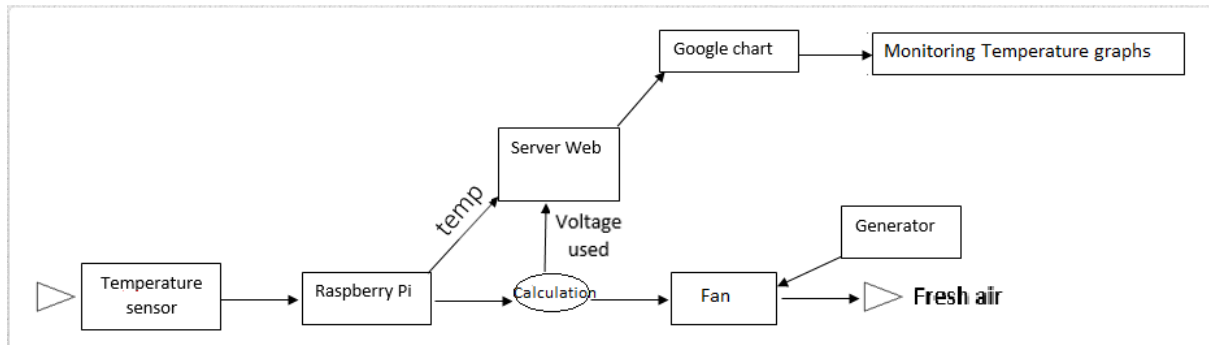 Google chart
Monitoring Temperature graphs
Server Web
temp
Voltage
used
Generator
Temperature
sensor
Raspberry Pi
Calculation
Fan
Fresh air